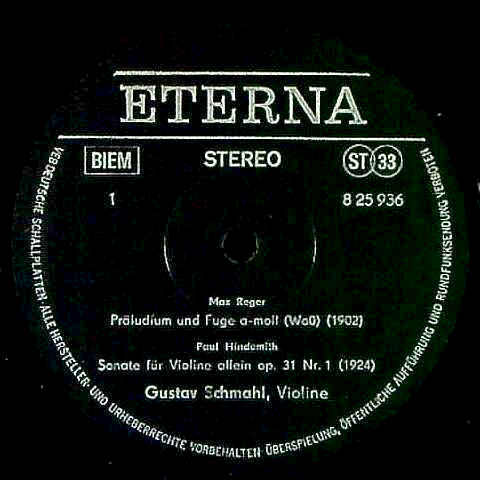 ETERNA
BIEM STEREO ST 33
1 8 25 936
Max Reger
Präludium und Fuge a-moll (WoO) (1902)
Paul Hindemith
Sonate für Violine allein op. 31 Nr. 1 (1924)
Gustav Schmahl, Violine
VEB DEUTSCHE SCHALLPLATTEN · ALLE HERSTELLER- UND URHEBERRECHTE VORBEHALTEN · ÜBERSPIELUNG, ÖFFENTLICHE AUFFÜHRUNG UND RUNDFUNKSENDUNG VERBOTEN